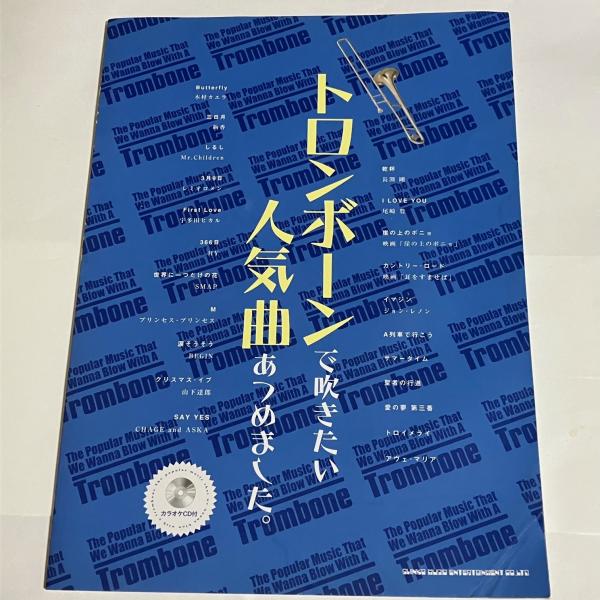 The Popular Music That
We Wanna Blow With A
Trombone
トロンボーンで吹きたい
人気曲あつめました。
Butterfly
木村カエラ
三日月
絢香
しるし
Mr.Children
3月9日
レミオロメン
First Love
宇多田ヒカル
366日
HY
世界に一つだけの花
SMAP
M
プリンセス・プリンセス
涙そうそう
BEGIN
クリスマス・イブ
山下達郎
SAY YES
CHAGE and ASKA
乾杯
長渕 剛
I LOVE YOU
尾崎 豊
崖の上のポニョ
映画「崖の上のポニョ」
カントリー・ロード
映画「耳をすませば」
イマジン
ジョン・レノン
A列車で行こう
サマータイム
聖者の行進
愛の夢 第三番
トロイメライ
アヴェ・マリア
カラオケCD付
SHINKO MUSIC ENTERTAINMENT CO.,LTD.